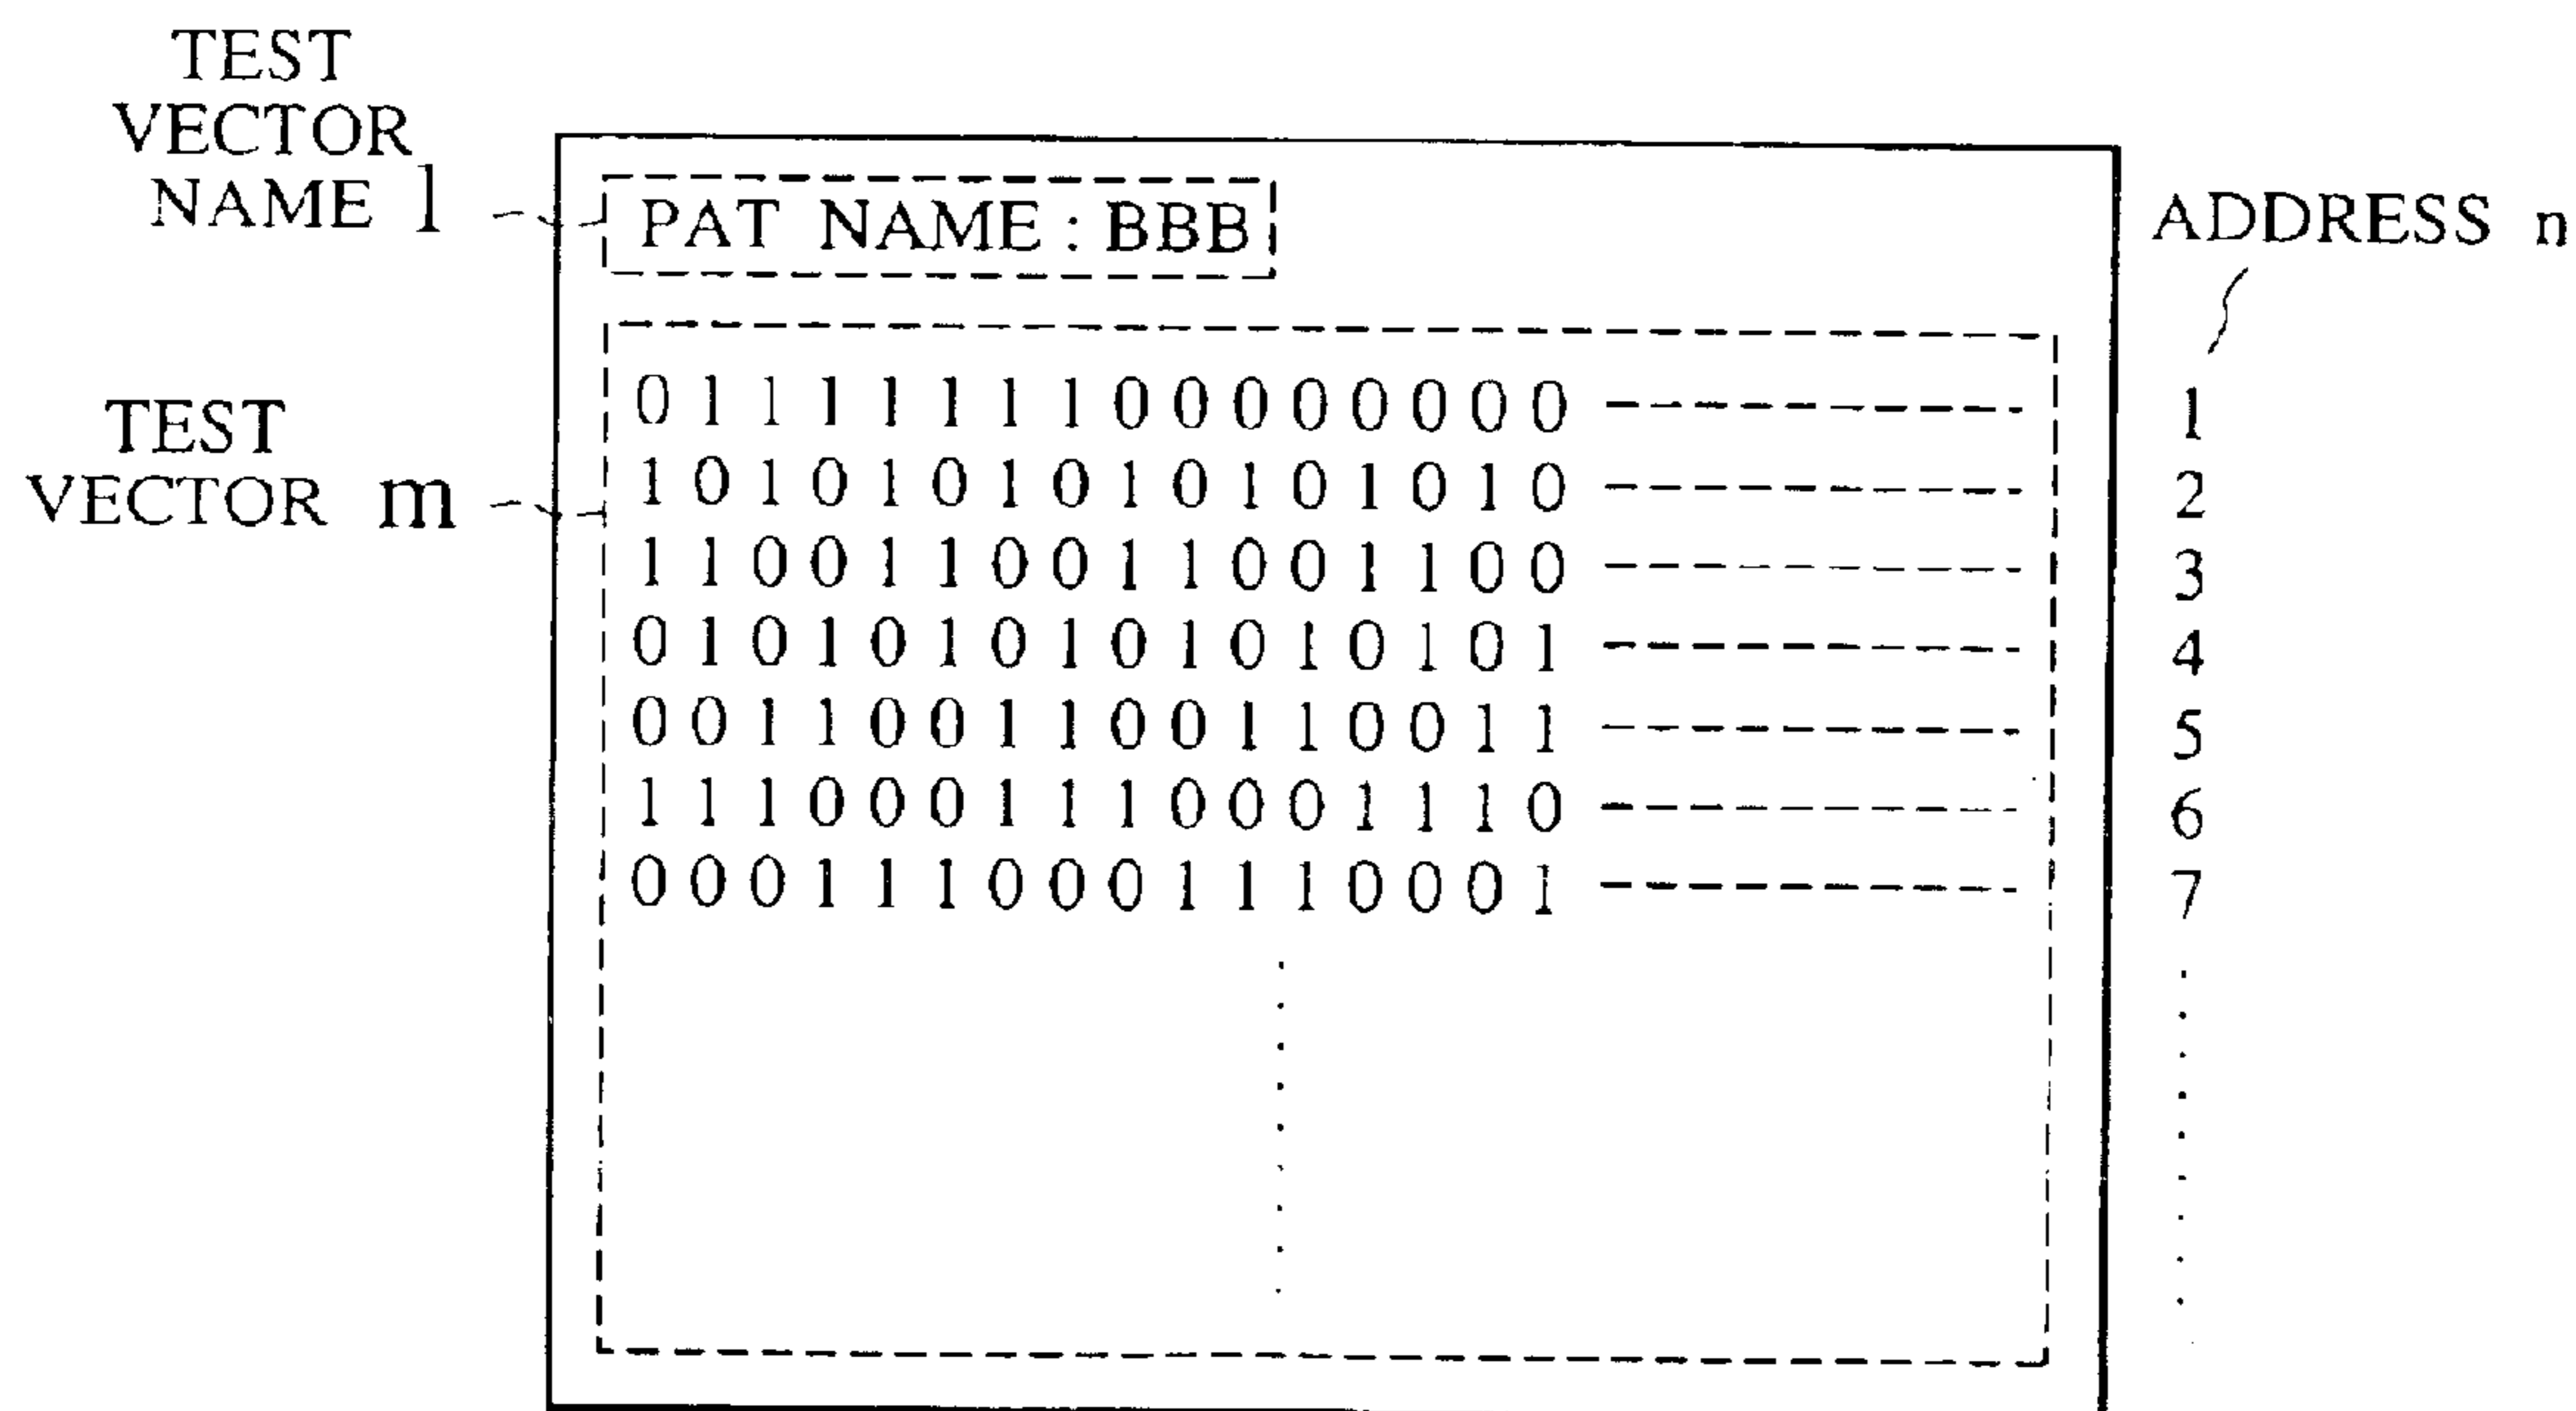 TEST
VECTOR
NAME l
PAT NAME : BBB
ADDRESS n
TEST
VECTOR m
0 1 1 1 1 1 1 1 0 0 0 0 0 0 0 0 1
1 0 1 0 1 0 1 0 1 0 1 0 1 0 1 0 2
1 1 0 0 1 1 0 0 1 1 0 0 1 1 0 0 3
0 1 0 1 0 1 0 1 0 1 0 1 0 1 0 1 4
0 0 1 1 0 0 1 1 0 0 1 1 0 0 1 1 5
1 1 1 0 0 0 1 1 1 0 0 0 1 1 1 0 6
0 0 0 1 1 1 0 0 0 1 1 1 0 0 0 1 7